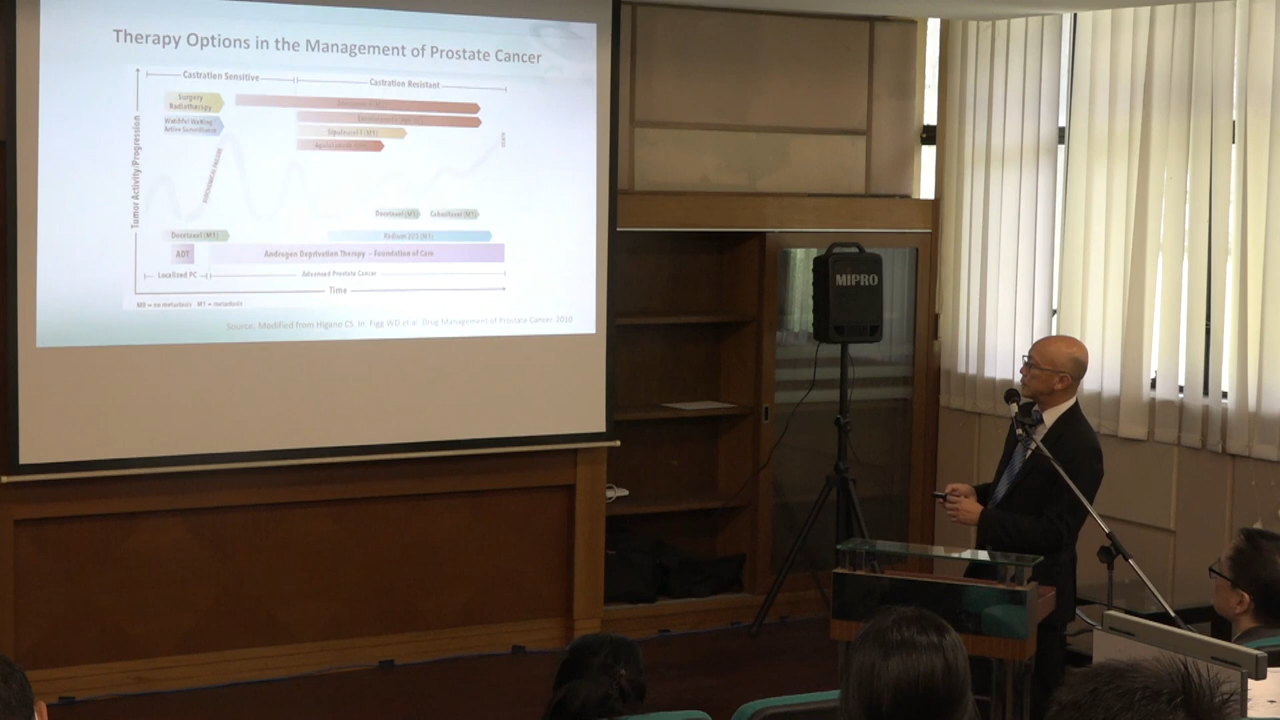 Therapy Options in the Management of Prostate Cancer
Castration Sensitive
Castration Resistant
Surgery
Radiotherapy
Watchful Waiting
Active Surveillance
Sipuleucel-T (M1)
Tumor Activity/Progression
Docetaxel (M1)
Cabazitaxel (M1)
Docetaxel (M1)
Radium 223 (M1)
ADT
Androgen Deprivation Therapy - Foundation of Care
Localized PC
Advanced Prostate Cancer
Time
M0 = no metastasis M1 = metastasis
Source: Modified from Higano CS. In: Figg WD et al. Drug Management of Prostate Cancer 2010
MIPRO